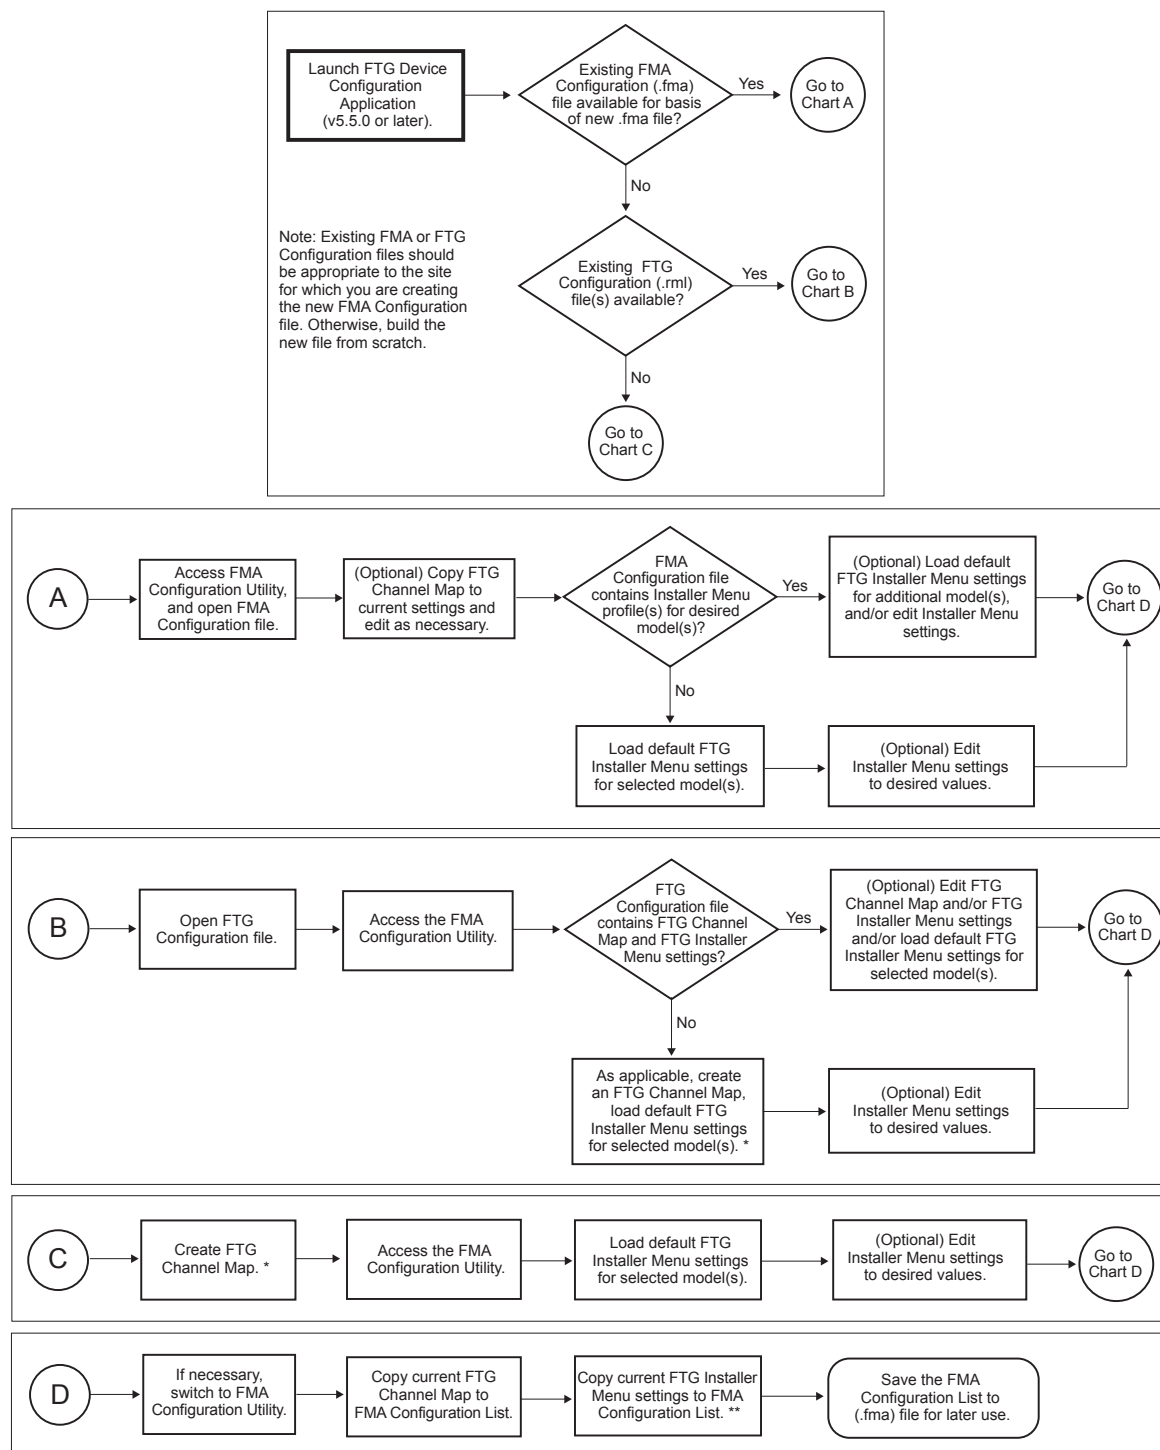 Launch FTG Device
Configuration
Application
(v5.5.0 or later).
Existing FMA
Configuration (.fma)
file available for basis
of new .fma file?
Yes
Go to
Chart A
No
Note: Existing FMA or FTG
Configuration files should
be appropriate to the site
for which you are creating
the new FMA Configuration
file. Otherwise, build the
new file from scratch.
Existing FTG
Configuration (.rml)
file(s) available?
Yes
Go to
Chart B
No
Go to
Chart C
A
Access FMA
Configuration Utility,
and open FMA
Configuration file.
(Optional) Copy FTG
Channel Map to
current settings and
edit as necessary.
FMA
Configuration file
contains Installer Menu
profile(s) for desired
model(s)?
Yes
(Optional) Load default
FTG Installer Menu settings
for additional model(s),
and/or edit Installer Menu
settings.
Go to
Chart D
No
Load default FTG
Installer Menu settings
for selected model(s).
(Optional) Edit
Installer Menu settings
to desired values.
B
Open FTG
Configuration file.
Access the FMA
Configuration Utility.
FTG
Configuration file
contains FTG Channel
Map and FTG Installer
Menu settings?
Yes
(Optional) Edit FTG
Channel Map and/or FTG
Installer Menu settings
and/or load default FTG
Installer Menu settings for
selected model(s).
Go to
Chart D
No
As applicable, create
an FTG Channel Map,
load default FTG
Installer Menu settings
for selected model(s). *
(Optional) Edit
Installer Menu settings
to desired values.
C
Create FTG
Channel Map. *
Access the FMA
Configuration Utility.
Load default FTG
Installer Menu settings
for selected model(s).
(Optional) Edit
Installer Menu settings
to desired values.
Go to
Chart D
D
If necessary,
switch to FMA
Configuration Utility.
Copy current FTG
Channel Map to
FMA Configuration List.
Copy current FTG Installer
Menu settings to FMA
Configuration List. **
Save the FMA
Configuration List to
(.fma) file for later use.